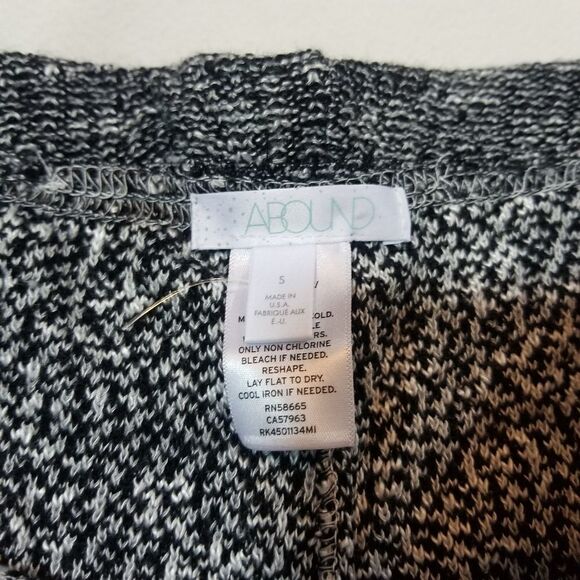 ABOUND
S
MADE IN
U.S.A.
FABRIQUE AUX
É.-U.
COLD.
ONLY NON CHLORINE
BLEACH IF NEEDED.
RESHAPE.
LAY FLAT TO DRY.
COOL IRON IF NEEDED.
RN58665
CA57963
RK4501134MI